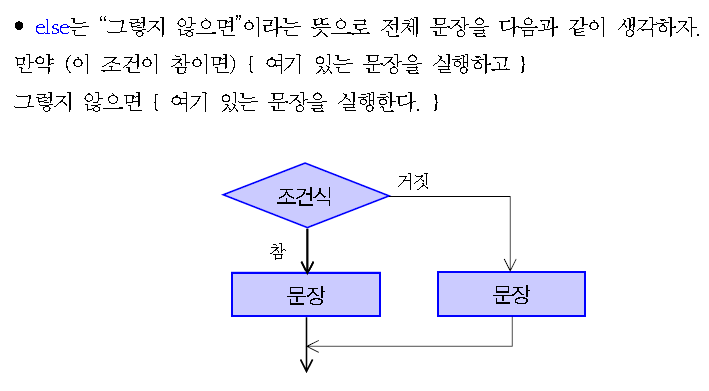 • else는 “그렇지 않으면”이라는 뜻으로 전체 문장을 다음과 같이 생각하자.
만약 (이 조건이 참이면) { 여기 있는 문장을 실행하고 }
그렇지 않으면 { 여기 있는 문장을 실행한다. }
조건식
거짓
참
문장
문장